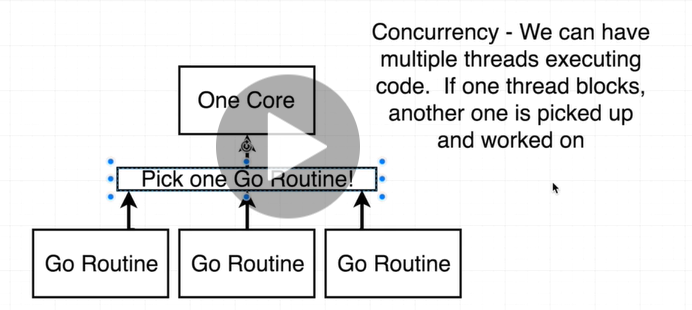 Concurrency - We can have
multiple threads executing
code. If one thread blocks,
another one is picked up
and worked on
One Core
Pick one Go Routine!
Go Routine
Go Routine
Go Routine